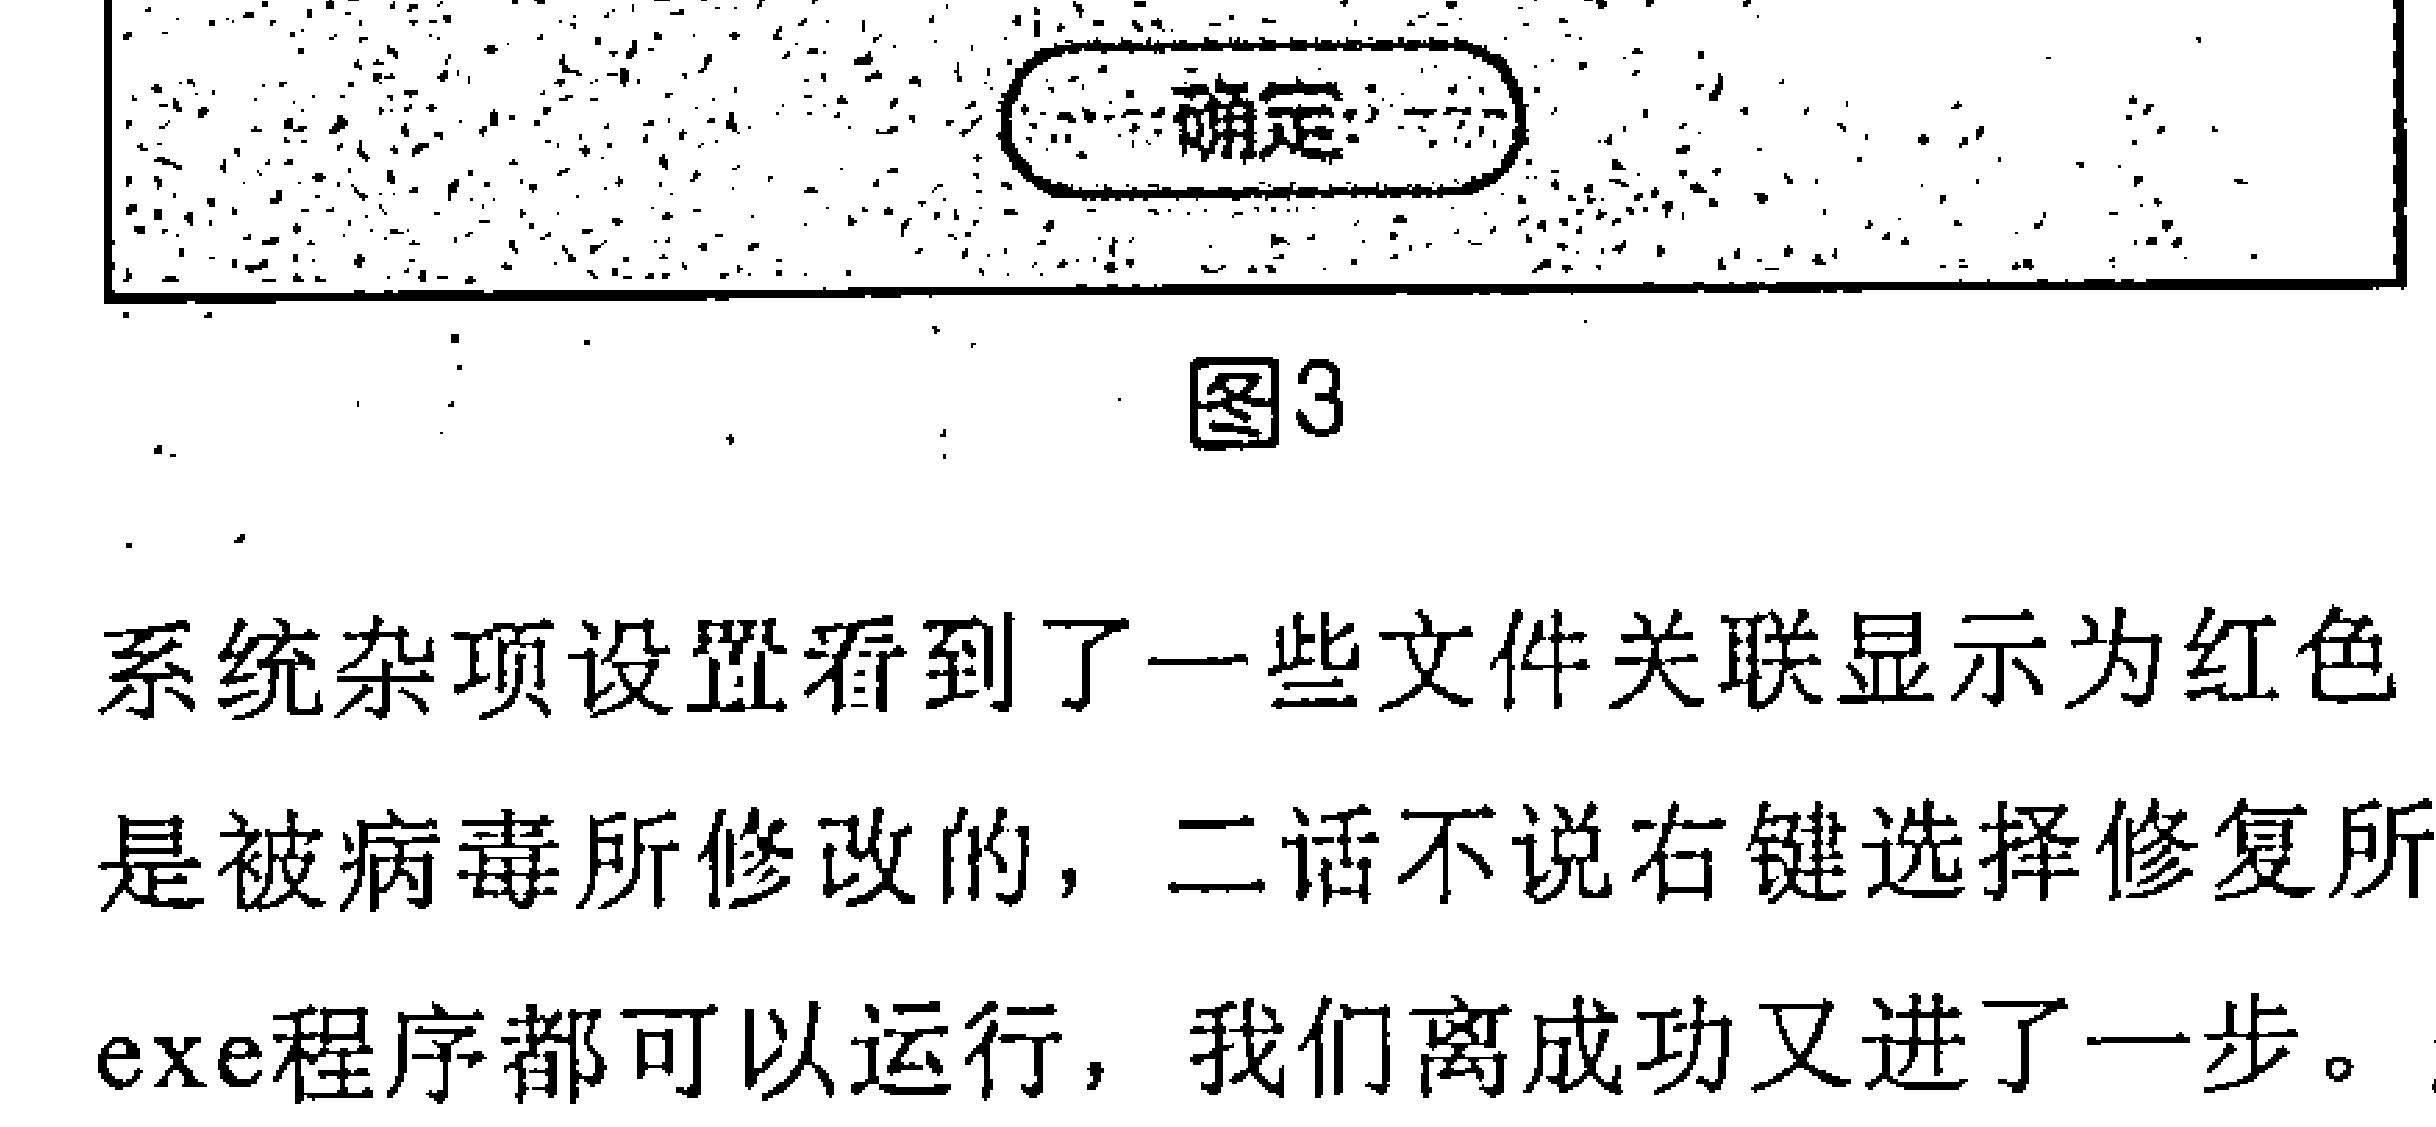 确定
图3
系统杂项设置看到了一些文件关联显示为红色
是被病毒所修改的，二话不说右键选择修复所
exe程序都可以运行，我们离成功又进了一步。